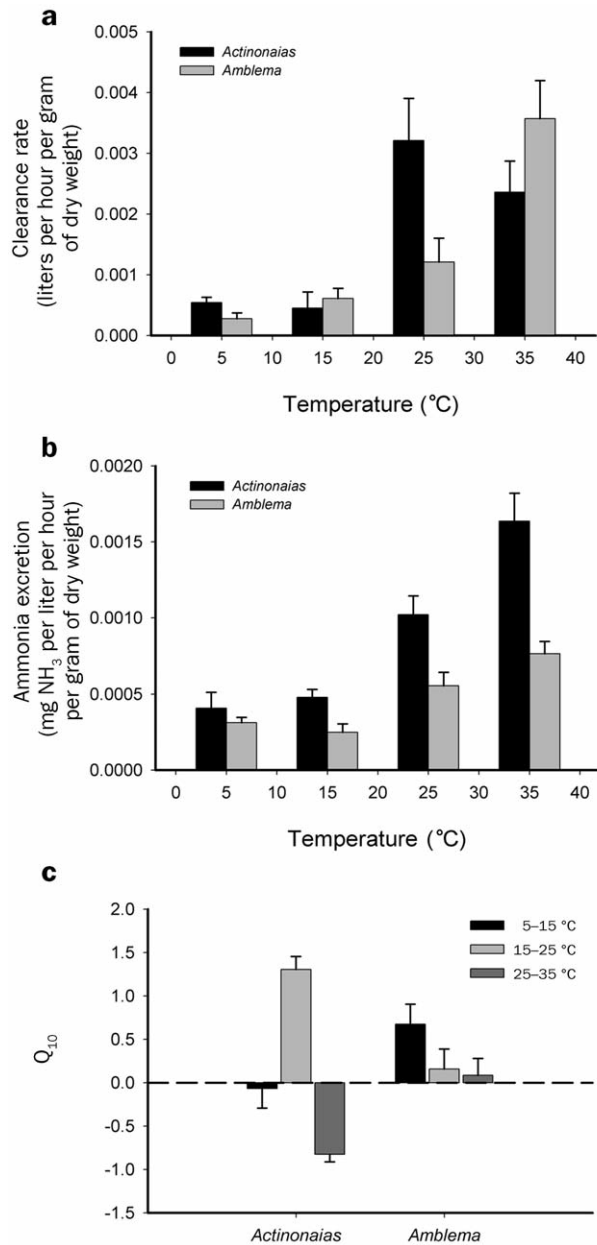 a
0.005
0.004
0.003
0.002
0.001
0.000
Clearance rate
(liters per hour per gram
of dry weight)
Actinonaias
Amblema
0 5 10 15 20 25 30 35 40
Temperature (°C)
b
0.0020
0.0015
0.0010
0.0005
0.0000
Ammonia excretion
(mg NH₃ per liter per hour
per gram of dry weight)
Actinonaias
Amblema
0 5 10 15 20 25 30 35 40
Temperature (°C)
c
2.0
1.5
1.0
0.5
0.0
-0.5
-1.0
-1.5
Q₁₀
5–15 °C
15–25 °C
25–35 °C
Actinonaias Amblema